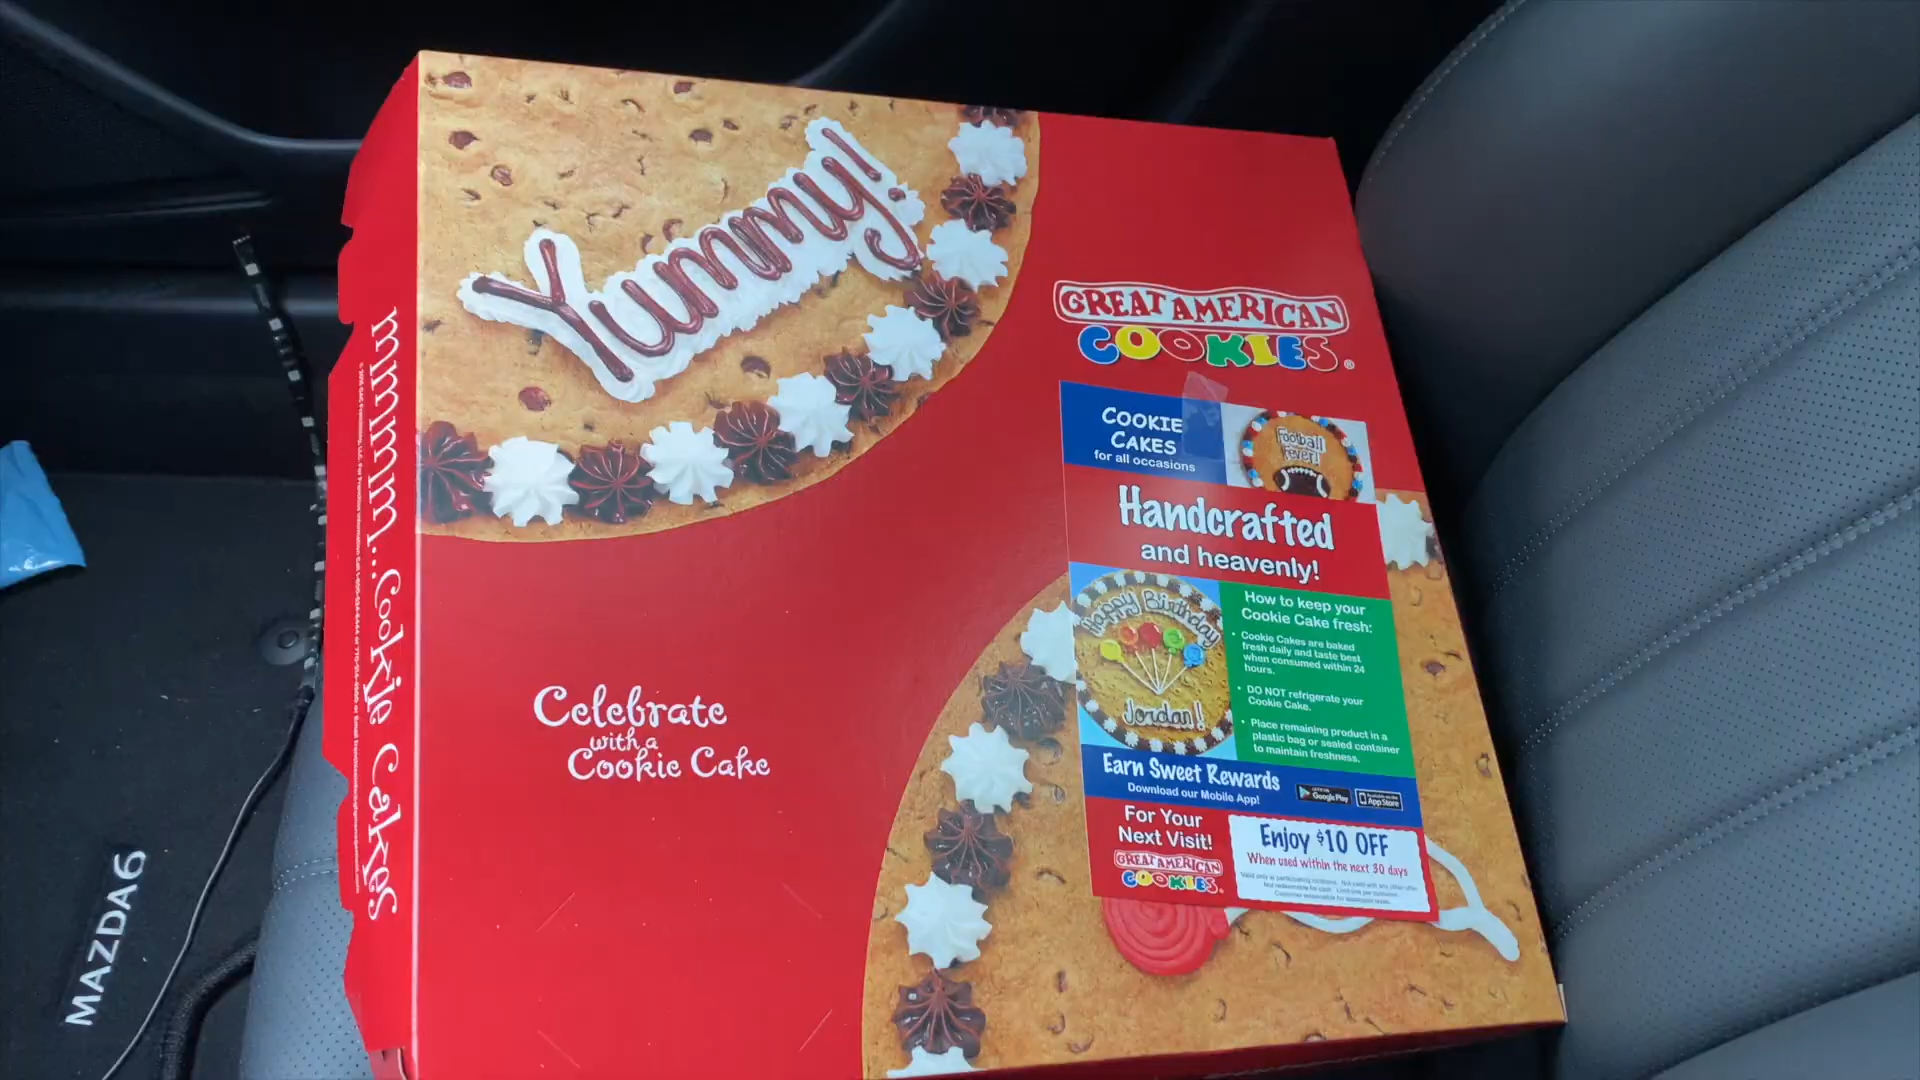 Yummy!
GREAT AMERICAN
COOKIES®
COOKIE
CAKES
for all occasions
Football
Fever!
Handcrafted
and heavenly!
Happy Birthday
Jordan!
How to keep your
Cookie Cake fresh:
• Cookie Cakes are baked
fresh daily and taste best
when consumed within 24
hours.
• DO NOT refrigerate your
Cookie Cake.
• Place remaining product in a
plastic bag or sealed container
to maintain freshness.
Earn Sweet Rewards
Download our Mobile App!
Google Play
App Store
For Your
Next Visit!
GREAT AMERICAN
COOKIES®
Enjoy $10 OFF
When used within the next 30 days
Celebrate
with a
Cookie Cake
mmmm...Cookie Cakes
MAZDA6